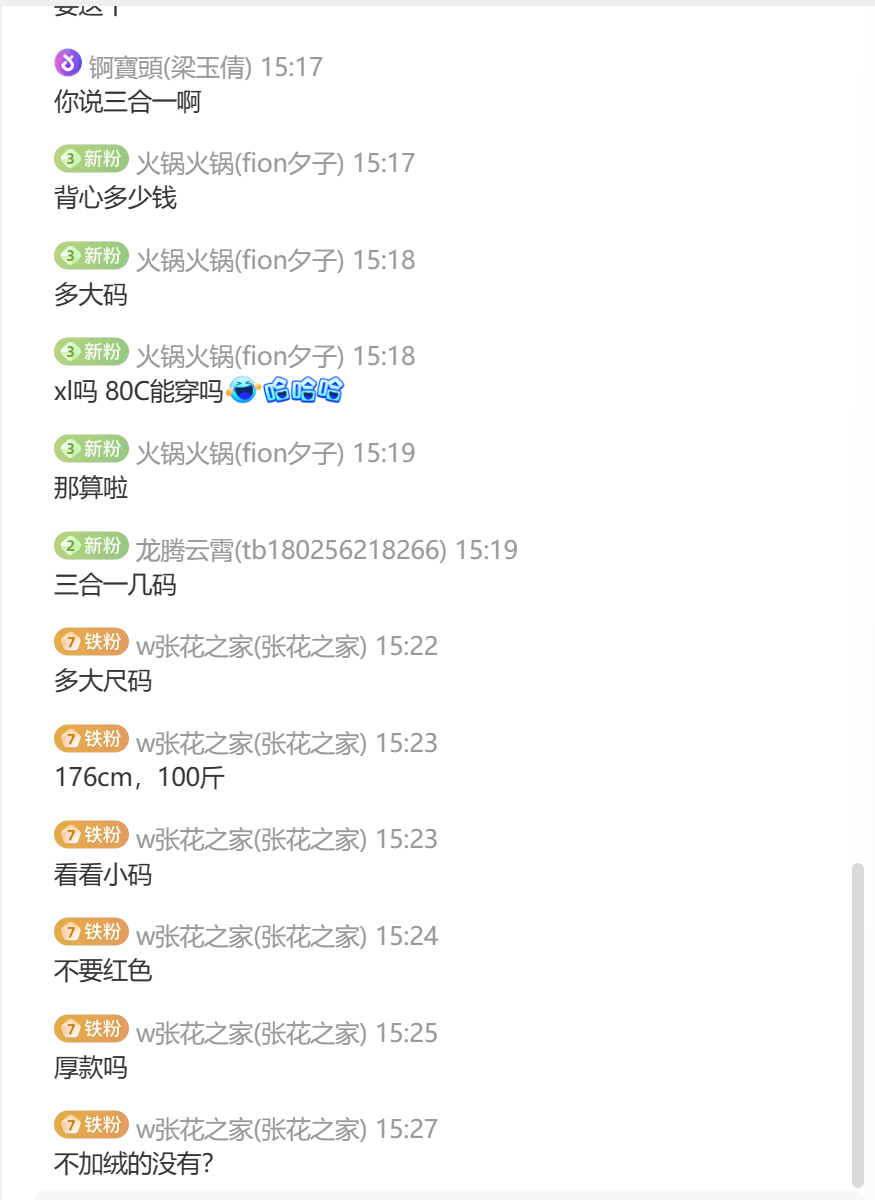 要这个
锕寶頭(梁玉倩) 15:17
你说三合一啊
3 新粉 火锅火锅(fion夕子) 15:17
背心多少钱
3 新粉 火锅火锅(fion夕子) 15:18
多大码
3 新粉 火锅火锅(fion夕子) 15:18
xl吗 80C能穿吗哈哈哈
3 新粉 火锅火锅(fion夕子) 15:19
那算啦
2 新粉 龙腾云霄(tb180256218266) 15:19
三合一几码
7 铁粉 w张花之家(张花之家) 15:22
多大尺码
7 铁粉 w张花之家(张花之家) 15:23
176cm，100斤
7 铁粉 w张花之家(张花之家) 15:23
看看小码
7 铁粉 w张花之家(张花之家) 15:24
不要红色
7 铁粉 w张花之家(张花之家) 15:25
厚款吗
7 铁粉 w张花之家(张花之家) 15:27
不加绒的没有?